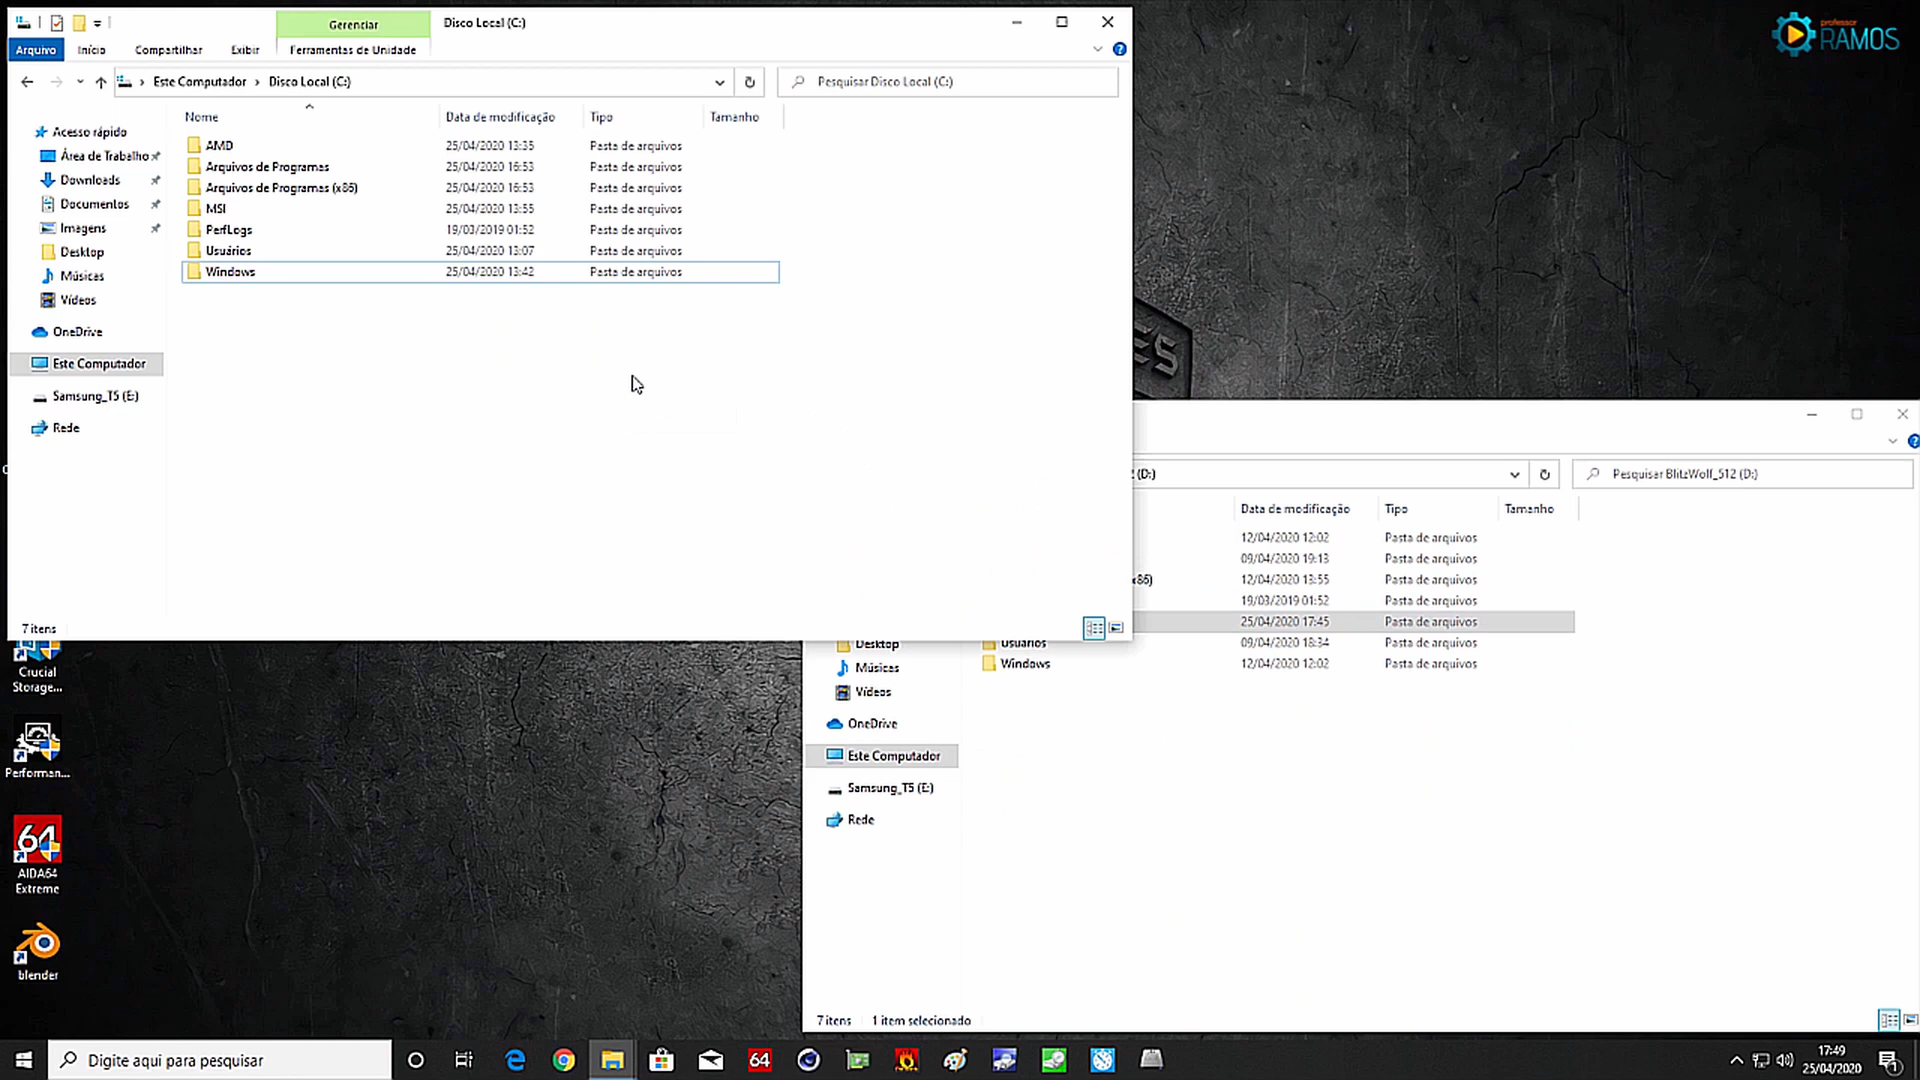 Gerenciar
Disco Local (C:)
Arquivo Início Compartilhar Exibir Ferramentas de Unidade
Este Computador Disco Local (C:)
Pesquisar Disco Local (C:)
Nome Data de modificação Tipo Tamanho
AMD 25/04/2020 13:35 Pasta de arquivos
Arquivos de Programas 25/04/2020 16:53 Pasta de arquivos
Arquivos de Programas (x86) 25/04/2020 16:53 Pasta de arquivos
MSI 25/04/2020 13:55 Pasta de arquivos
PerfLogs 19/03/2019 01:52 Pasta de arquivos
Usuários 25/04/2020 13:07 Pasta de arquivos
Windows 25/04/2020 13:42 Pasta de arquivos
Acesso rápido
Área de Trabalho
Downloads
Documentos
Imagens
Desktop
Músicas
Vídeos
OneDrive
Este Computador
Samsung_T5 (E:)
Rede
7 itens
professor
RAMOS
ES
(D:)
Pesquisar BlitzWolf_512 (D:)
Data de modificação Tipo Tamanho
12/04/2020 12:02 Pasta de arquivos
09/04/2020 19:13 Pasta de arquivos
x86) 12/04/2020 13:55 Pasta de arquivos
19/03/2019 01:52 Pasta de arquivos
25/04/2020 17:45 Pasta de arquivos
Usuários 09/04/2020 18:34 Pasta de arquivos
Windows 12/04/2020 12:02 Pasta de arquivos
Desktop
Músicas
Vídeos
OneDrive
Este Computador
Samsung_T5 (E:)
Rede
7 itens 1 item selecionado
Crucial
Storage...
Performan...
64
AIDA64
Extreme
blender
Digite aqui para pesquisar
64
17:49
25/04/2020
1